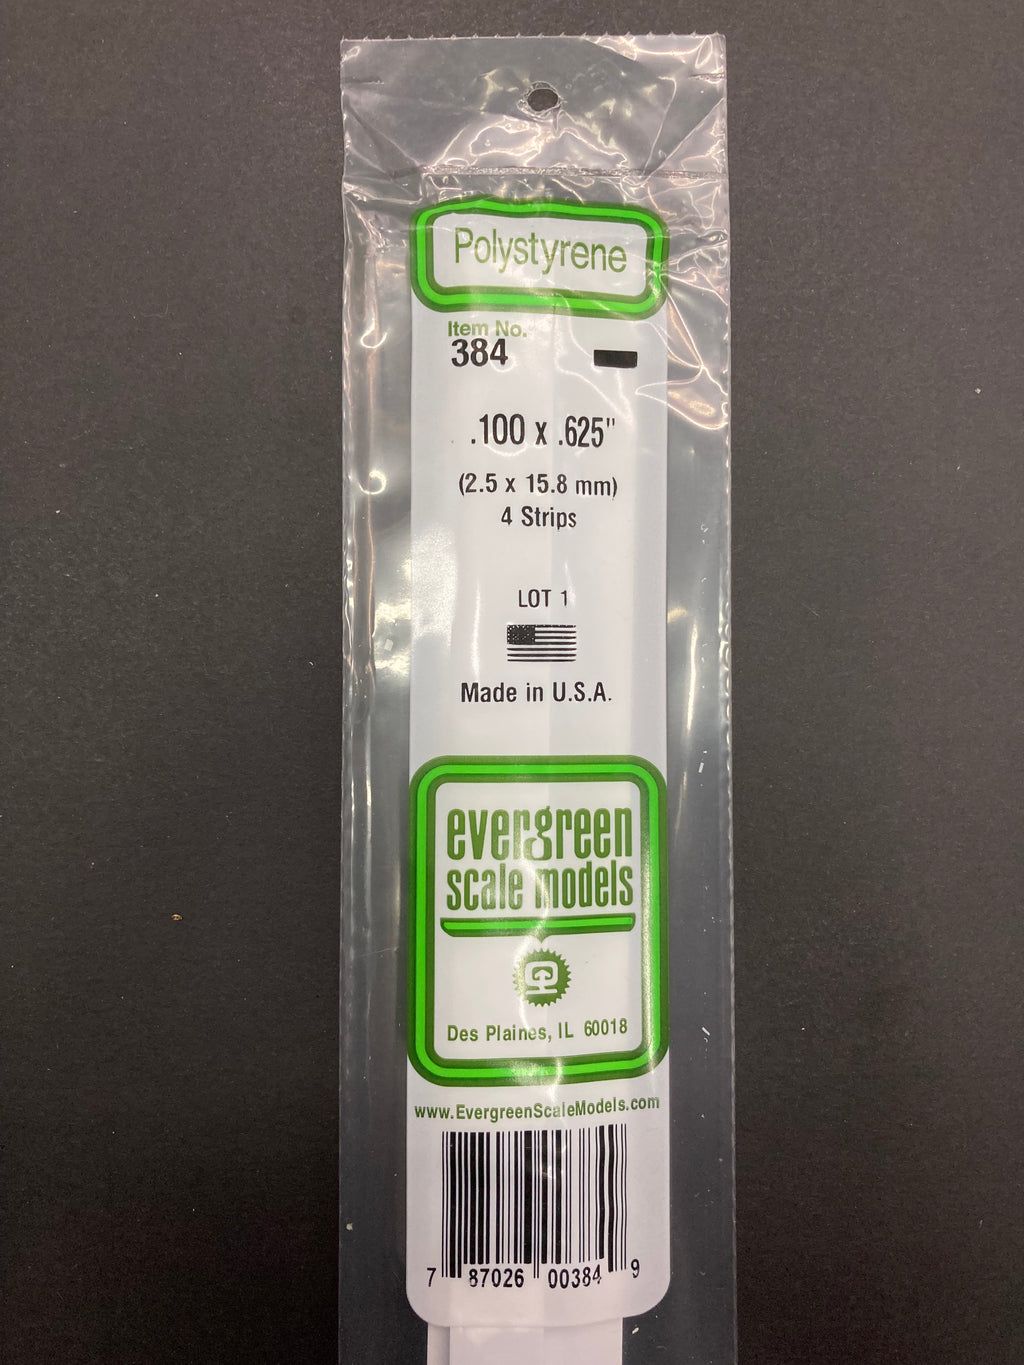 Polystyrene
Item No.
384
.100 x .625"
(2.5 x 15.8 mm)
4 Strips
LOT 1
Made in U.S.A.
evergreen
scale models
Des Plaines, IL 60018
www.EvergreenScaleModels.com
7 87026 00384 9